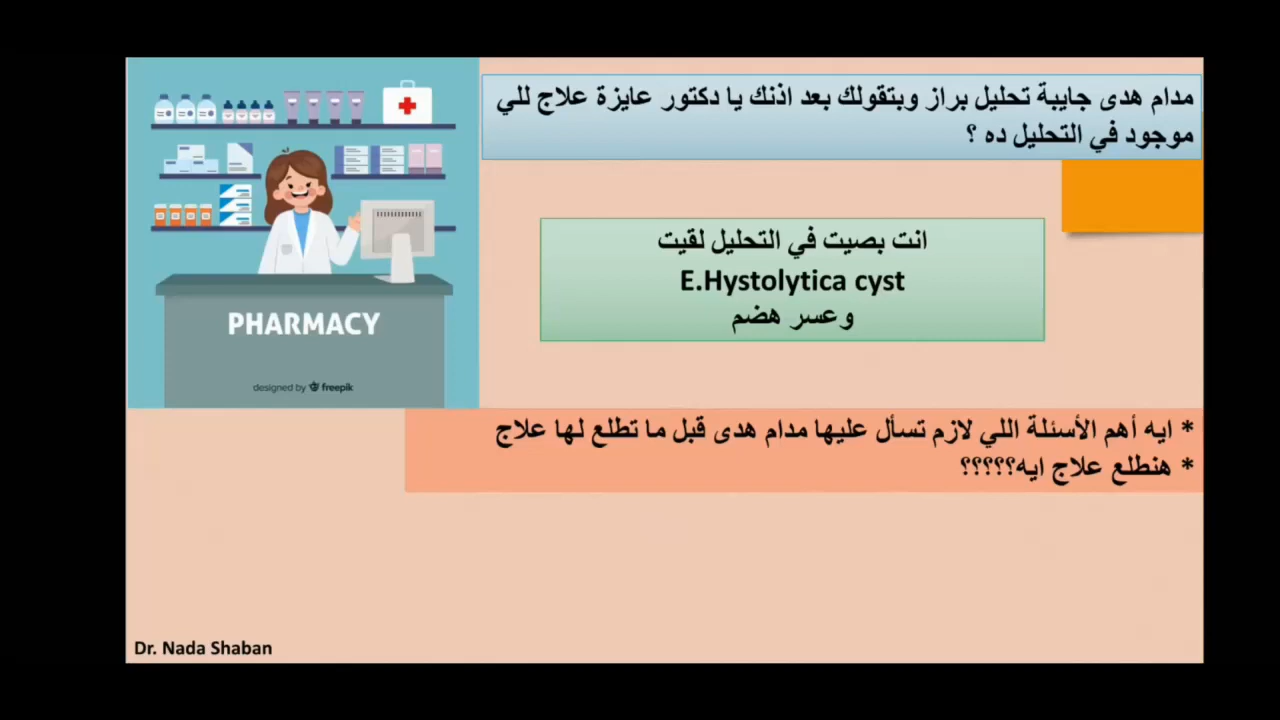 مدام هدى جايبة تحليل براز وبتقولك بعد اذنك يا دكتور عايزة علاج للي
موجود في التحليل ده ؟
انت بصيت في التحليل لقيت
E.Hystolytica cyst
وعسر هضم
PHARMACY
designed by freepik
* ايه أهم الأسئلة اللي لازم تسأل عليها مدام هدى قبل ما تطلع لها علاج
* هنطلع علاج ايه؟؟؟؟؟
Dr. Nada Shaban